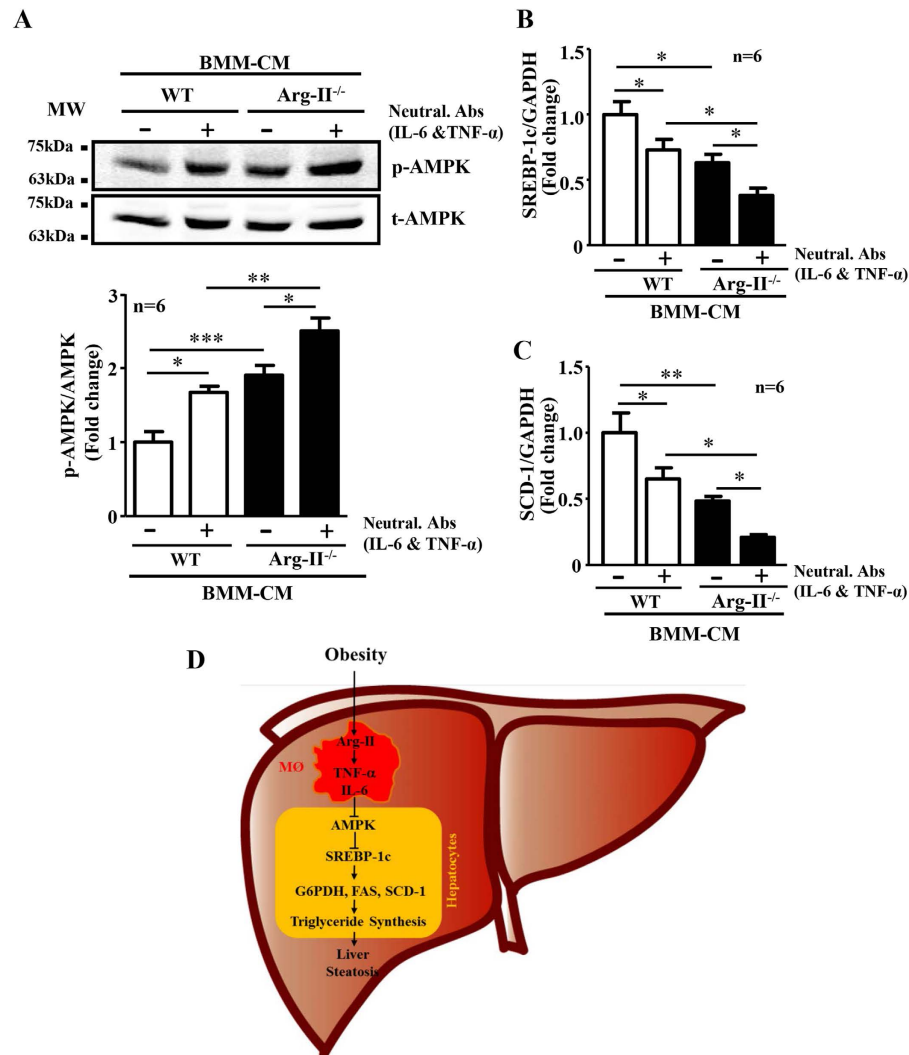 A
BMM-CM
WT Arg-II-/-
MW
Neutral. Abs
(IL-6 &TNF-α)
– + – +
75kDa
63kDa
p-AMPK
75kDa
63kDa
t-AMPK
n=6
**
*
***
*
p-AMPK/AMPK
(Fold change)
3
2
1
0
– + – +
Neutral. Abs
(IL-6 & TNF-α)
WT Arg-II-/-
BMM-CM
B
n=6
*
*
*
*
SREBP-1c/GAPDH
(Fold change)
1.5
1.0
0.5
0
– + – +
Neutral. Abs
(IL-6 & TNF-α)
WT Arg-II-/-
BMM-CM
C
n=6
**
*
*
*
SCD-1/GAPDH
(Fold change)
1.5
1.0
0.5
0
– + – +
Neutral. Abs
(IL-6 & TNF-α)
WT Arg-II-/-
BMM-CM
D
Obesity
Arg-II
MØ
TNF-α
IL-6
AMPK
SREBP-1c
G6PDH, FAS, SCD-1
Triglyceride Synthesis
Hepatocytes
Liver
Steatosis